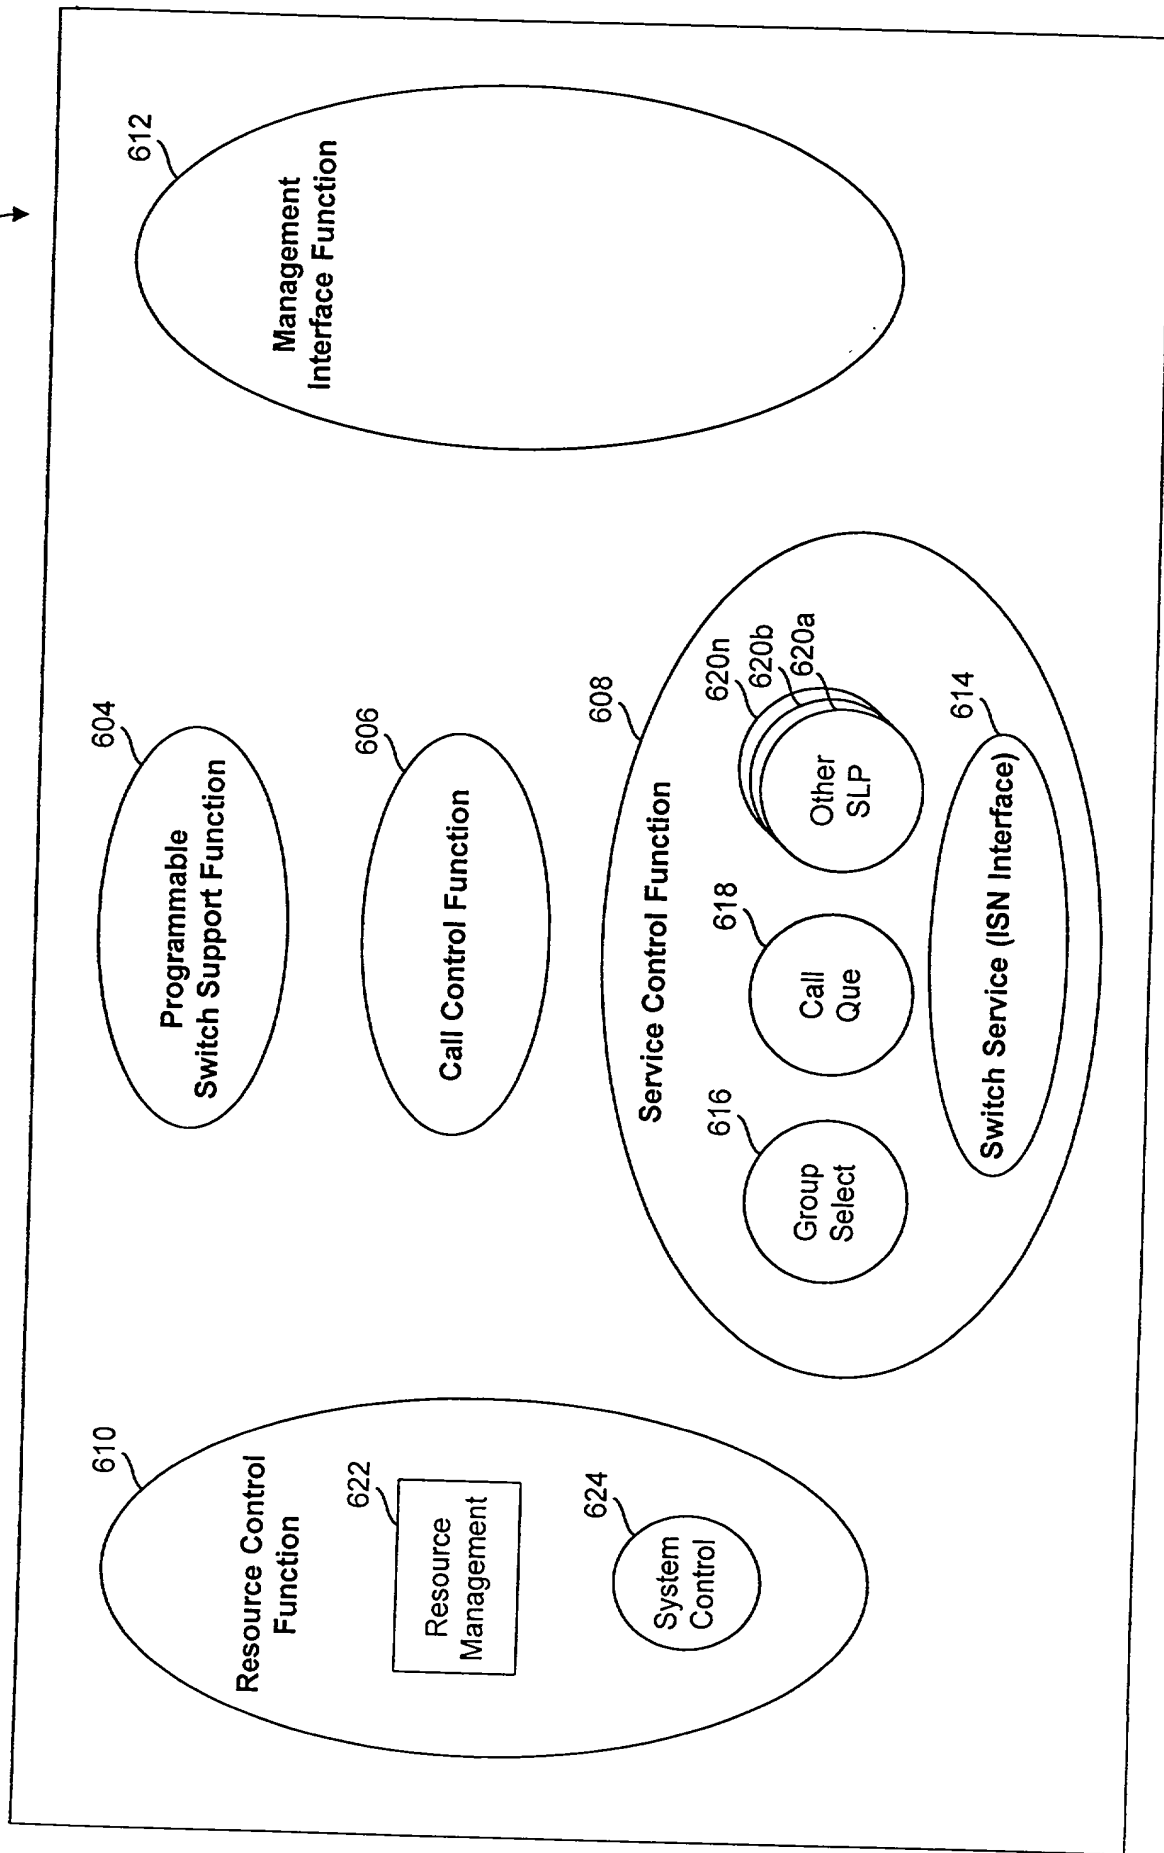 610
Resource Control
Function
622
Resource
Management
624
System
Control
604
Programmable
Switch Support Function
606
Call Control Function
608
Service Control Function
616
Group
Select
618
Call
Que
620n
620b
620a
Other
SLP
614
Switch Service (ISN Interface)
612
Management
Interface Function